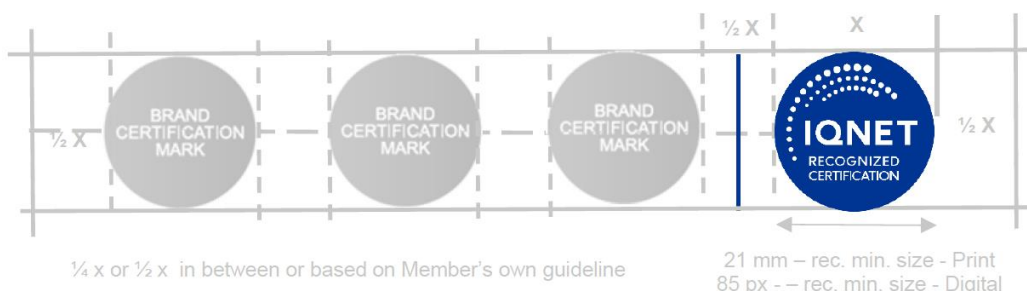 ½ X
X
BRAND
CERTIFICATION
MARK
BRAND
CERTIFICATION
MARK
BRAND
CERTIFICATION
MARK
IQNET
RECOGNIZED
CERTIFICATION
½ X
½ X
¼ x or ½ x in between or based on Member's own guideline
21 mm – rec. min. size - Print
85 px - – rec. min. size - Digital